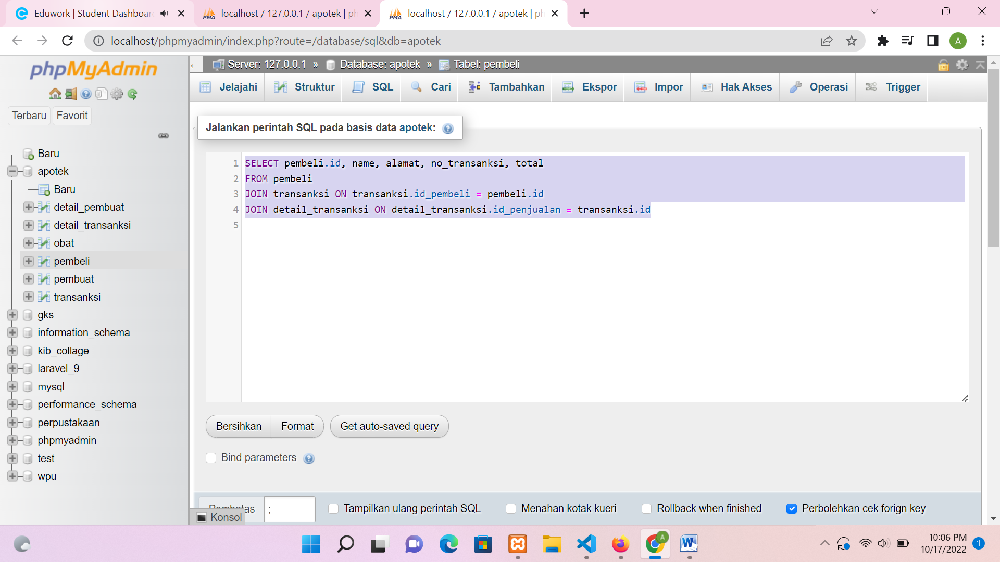 Eduwork | Student Dashboar
localhost / 127.0.0.1 / apotek | ph
localhost / 127.0.0.1 / apotek | ph
localhost/phpmyadmin/index.php?route=/database/sql&db=apotek
A
phpMyAdmin
Terbaru
Favorit
Baru
apotek
Baru
detail_pembuat
detail_transanksi
obat
pembeli
pembuat
transanksi
gks
information_schema
kib_collage
laravel_9
mysql
performance_schema
perpustakaan
phpmyadmin
test
wpu
Server: 127.0.0.1 » Database: apotek » Tabel: pembeli
Jelajahi
Struktur
SQL
Cari
Tambahkan
Ekspor
Impor
Hak Akses
Operasi
Trigger
Jalankan perintah SQL pada basis data apotek:
1 SELECT pembeli.id, name, alamat, no_transanksi, total
2 FROM pembeli
3 JOIN transanksi ON transanksi.id_pembeli = pembeli.id
4 JOIN detail_transanksi ON detail_transanksi.id_penjualan = transanksi.id
5
Bersihkan
Format
Get auto-saved query
Bind parameters
Pembatas
;
Tampilkan ulang perintah SQL
Menahan kotak kueri
Rollback when finished
Perbolehkan cek forign key
Konsol
10:06 PM
10/17/2022
1